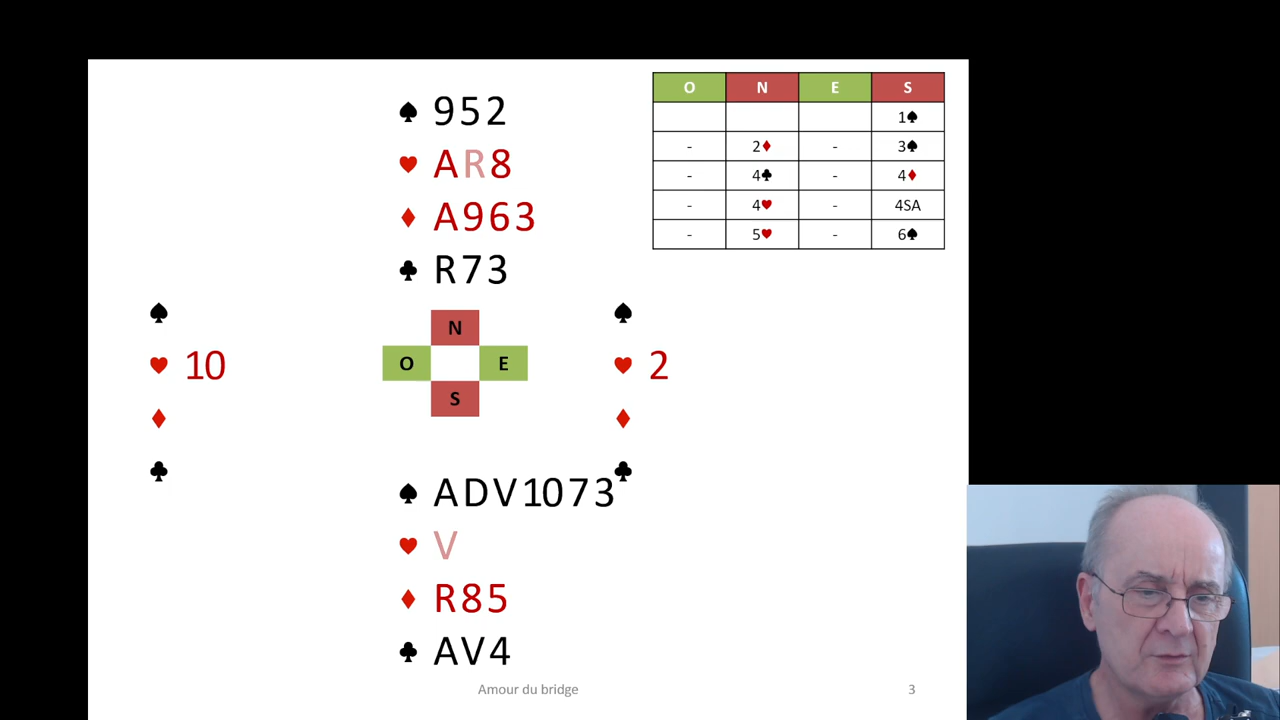 ♠ 952
♥ AR8
♦ A963
♣ R73
O N E S
1♠
- 2♦ - 3♠
- 4♣ - 4♦
- 4♥ - 4SA
- 5♥ - 6♠
♠
♥ 10
♦
♣
N
O E
S
♠
♥ 2
♦
♣
♠ ADV1073
♥ V
♦ R85
♣ AV4
Amour du bridge 3